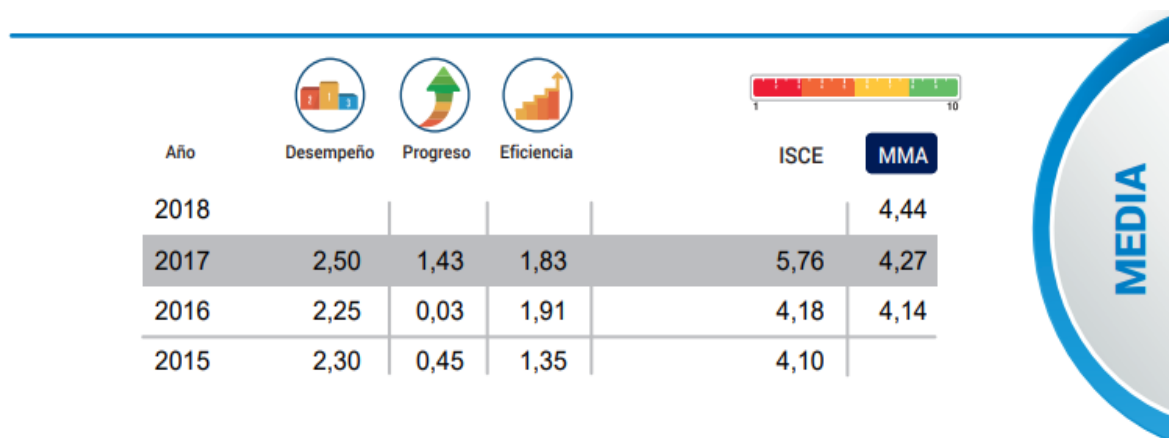 1 10
Año Desempeño Progreso Eficiencia ISCE MMA
2018 4,44
2017 2,50 1,43 1,83 5,76 4,27
2016 2,25 0,03 1,91 4,18 4,14
2015 2,30 0,45 1,35 4,10
MEDIA